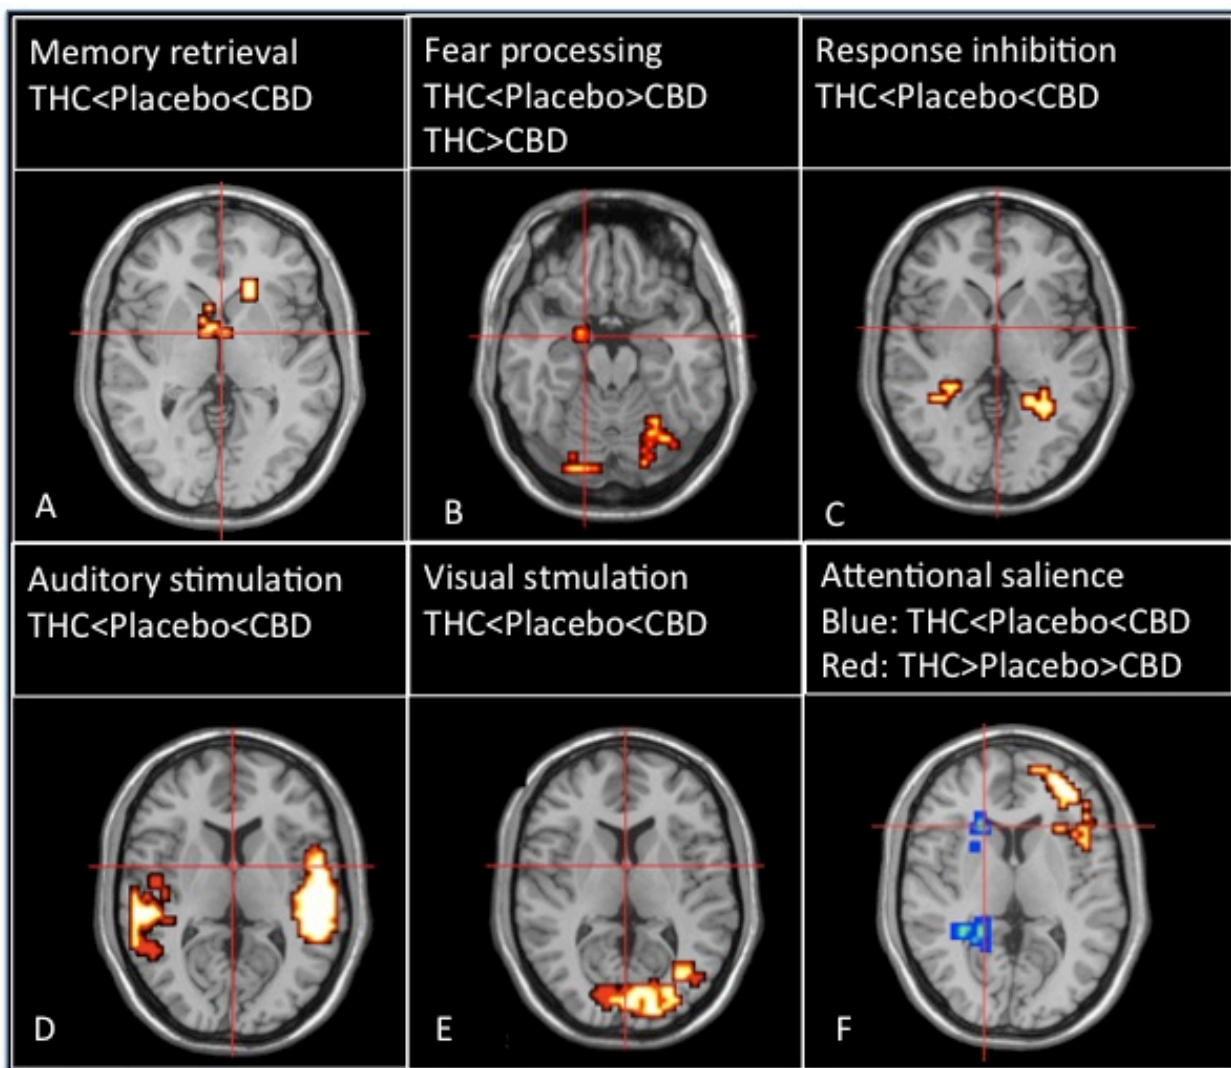 Memory retrieval
THC<Placebo<CBD
Fear processing
THC<Placebo>CBD
THC>CBD
Response inhibition
THC<Placebo<CBD
A
B
C
Auditory stimulation
THC<Placebo<CBD
Visual stmulation
THC<Placebo<CBD
Attentional salience
Blue: THC<Placebo<CBD
Red: THC>Placebo>CBD
D
E
F